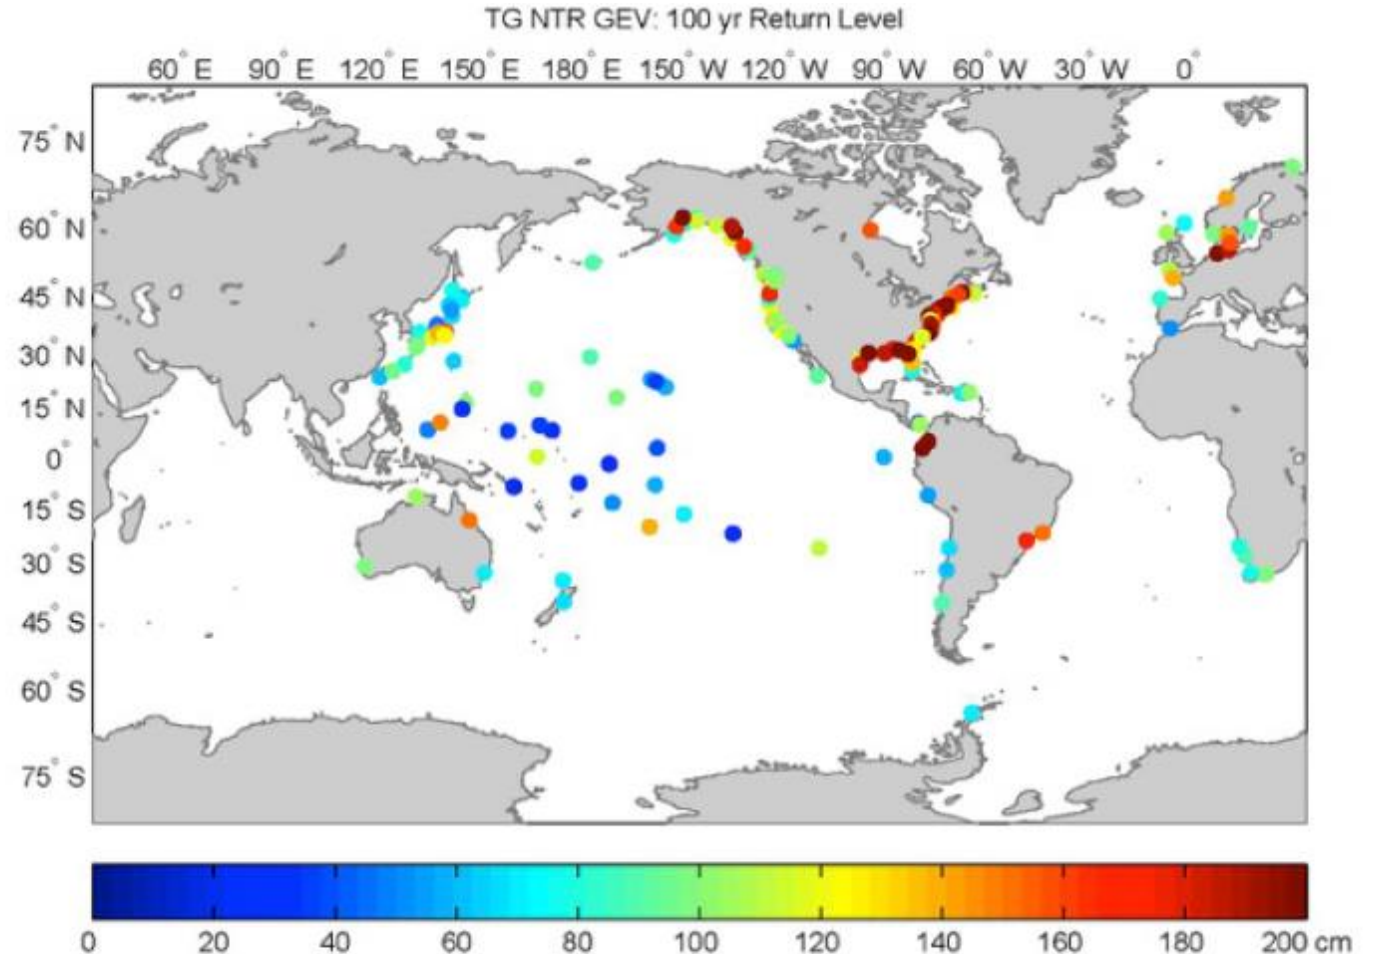 TG NTR GEV: 100 yr Return Level
60° E 90° E 120° E 150° E 180° E 150° W 120° W 90° W 60° W 30° W 0°
75° N
60° N
45° N
30° N
15° N
0°
15° S
30° S
45° S
60° S
75° S
0 20 40 60 80 100 120 140 160 180 200 cm